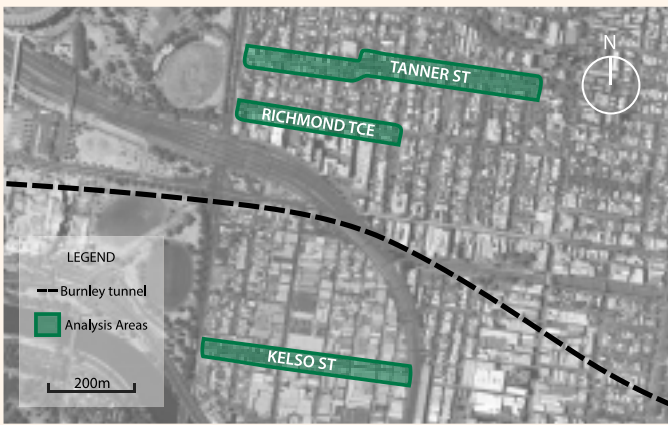 N
TANNER ST
RICHMOND TCE
LEGEND
Burnley tunnel
Analysis Areas
200m
KELSO ST